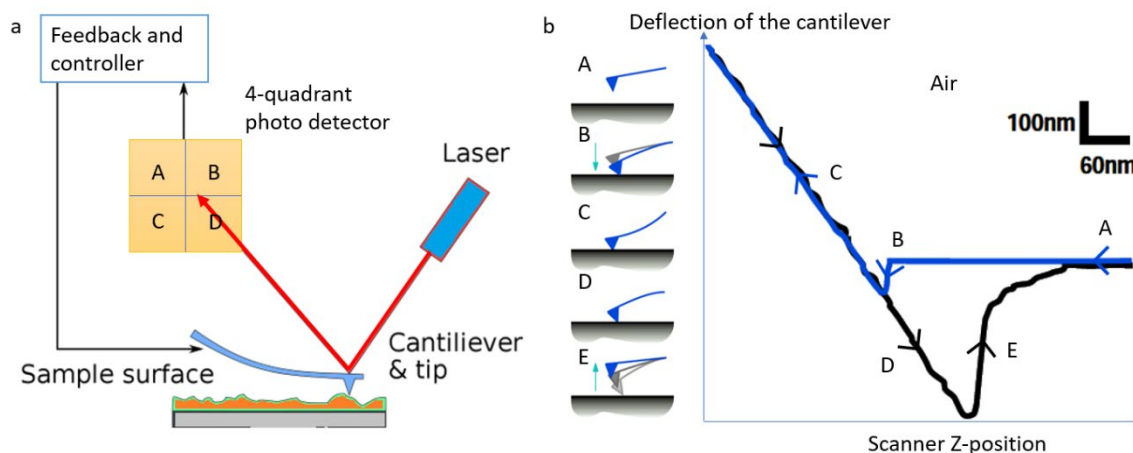 a
Feedback and
controller
4-quadrant
photo detector
A
B
C
D
Laser
Cantiliever
& tip
Sample surface
b
Deflection of the cantilever
A
B
C
D
E
Air
100nm
60nm
C
B
A
D
E
Scanner Z-position